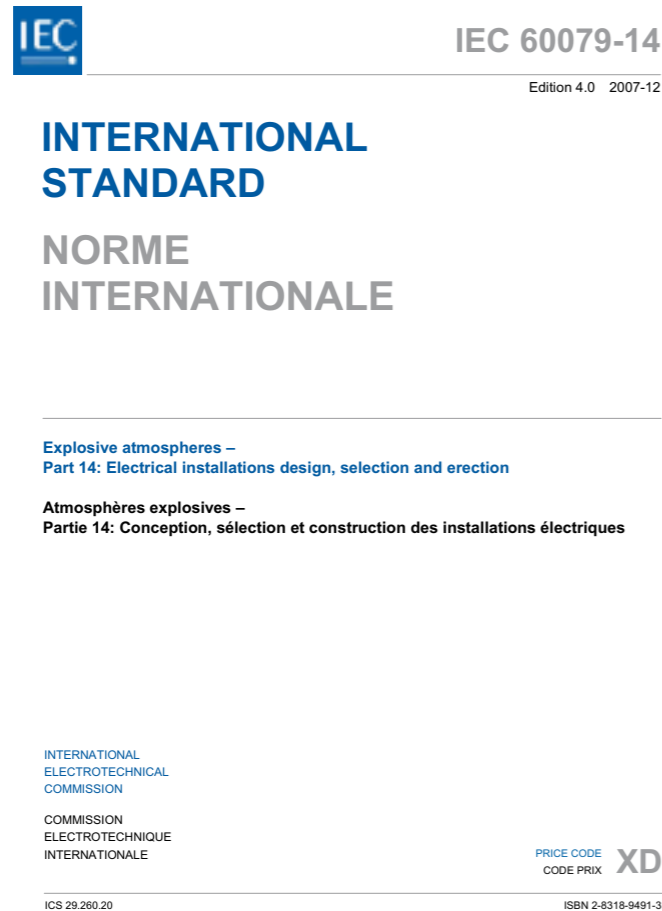 IEC
IEC 60079-14
Edition 4.0 2007-12
INTERNATIONAL
STANDARD
NORME
INTERNATIONALE
Explosive atmospheres –
Part 14: Electrical installations design, selection and erection
Atmosphères explosives –
Partie 14: Conception, sélection et construction des installations électriques
INTERNATIONAL
ELECTROTECHNICAL
COMMISSION
COMMISSION
ELECTROTECHNIQUE
INTERNATIONALE
PRICE CODE
CODE PRIX
XD
ICS 29.260.20
ISBN 2-8318-9491-3